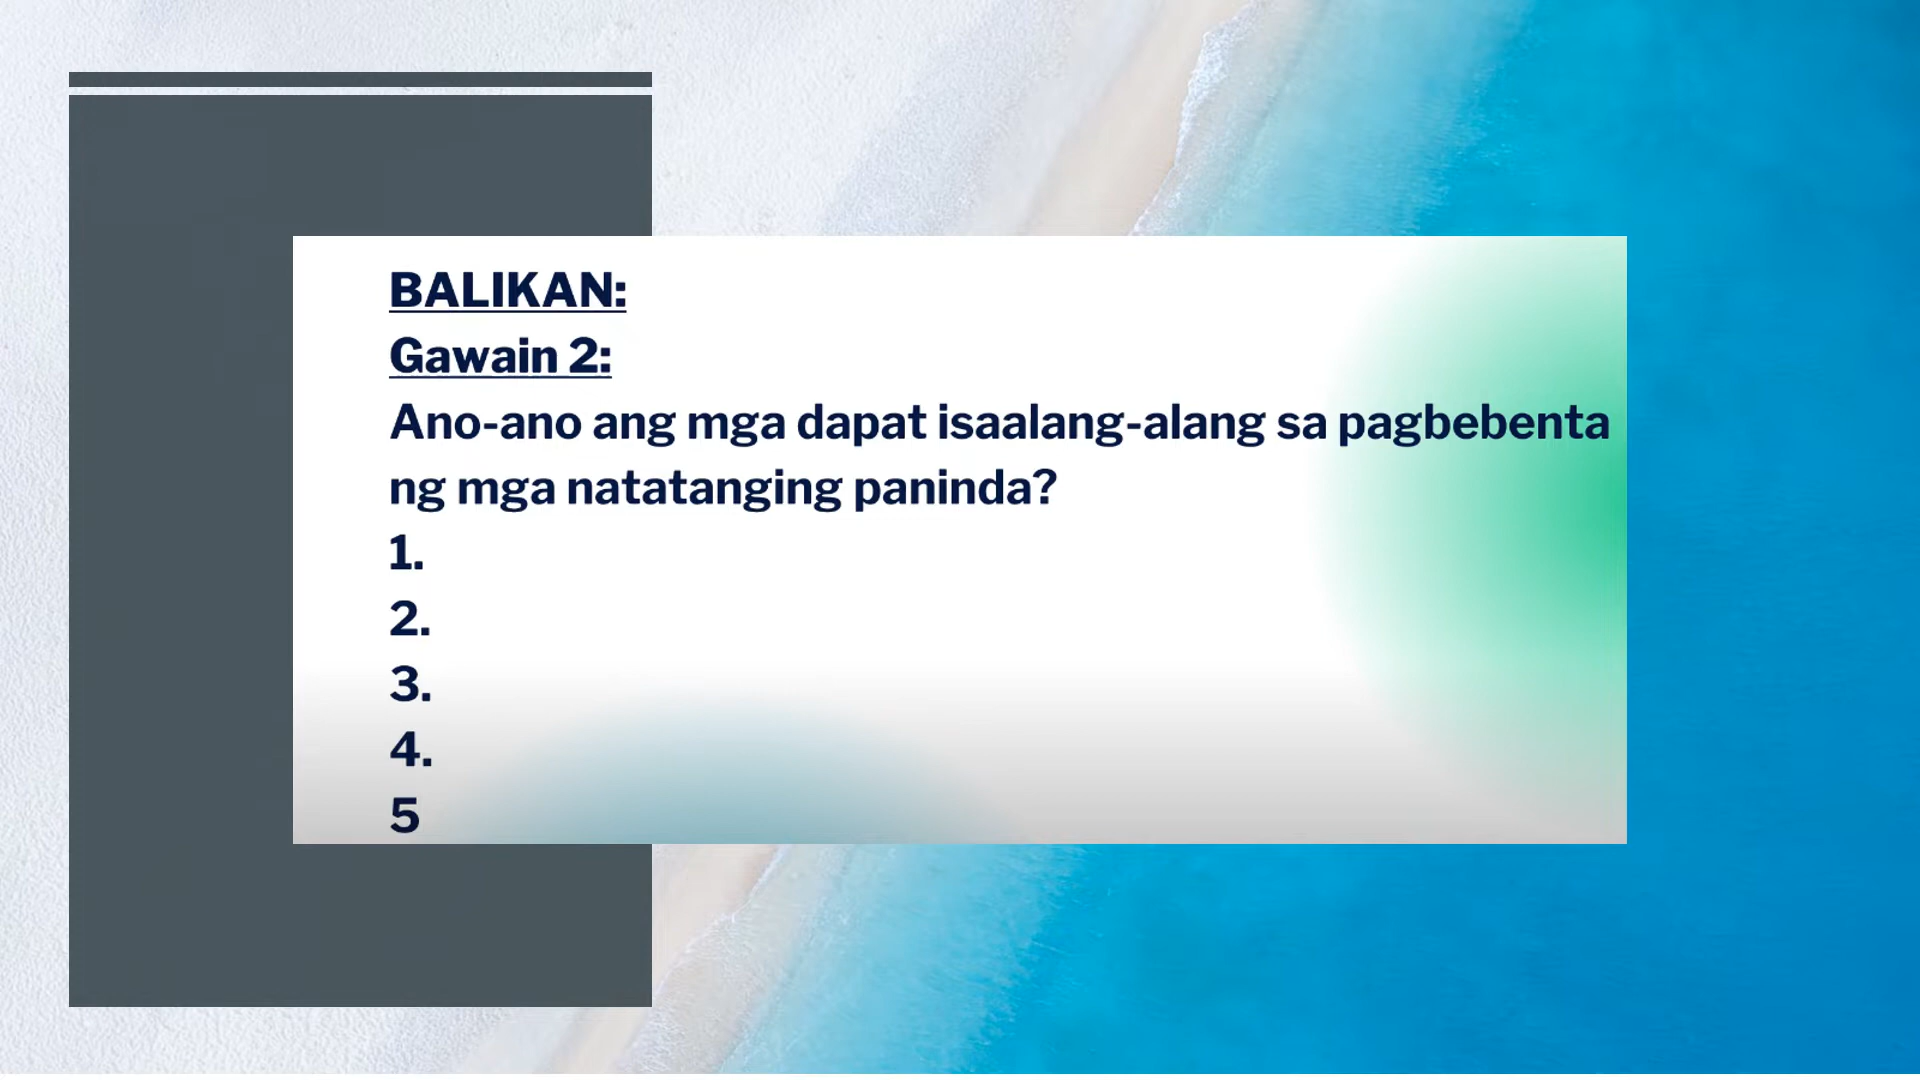 BALIKAN:
Gawain 2:
Ano-ano ang mga dapat isaalang-alang sa pagbebenta
ng mga natatanging paninda?
1.
2.
3.
4.
5